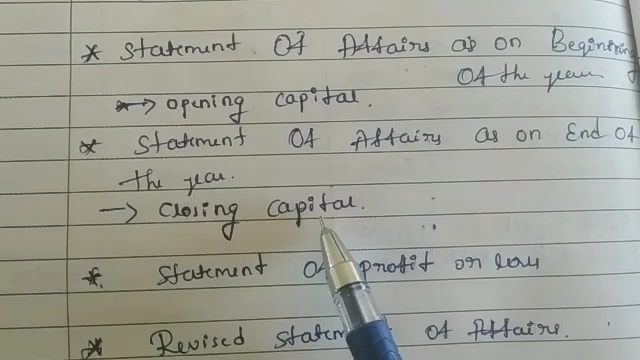 * Statement Of Affairs as on Beginning
Of the year
* -> opening capital.
* Statement Of Affairs as on End Of
the year.
-> Closing Capital.
* Statement Of profit or loss
* Revised Statem Of Affairs.